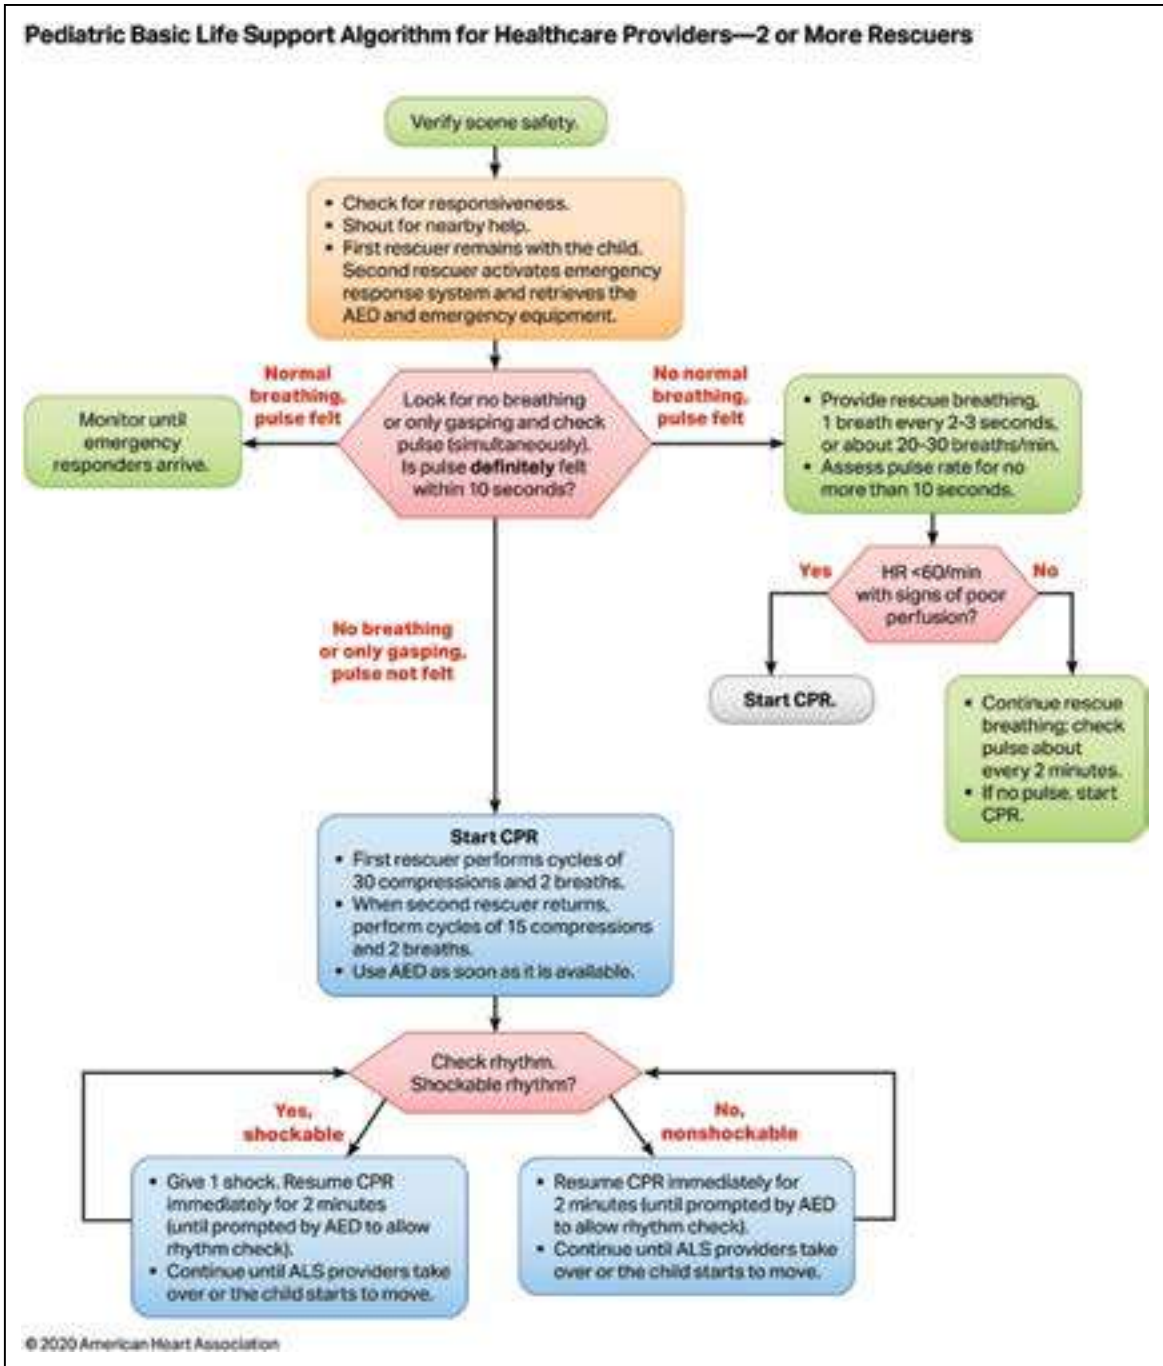 Pediatric Basic Life Support Algorithm for Healthcare Providers—2 or More Rescuers
Verify scene safety.
• Check for responsiveness.
• Shout for nearby help.
• First rescuer remains with the child.
Second rescuer activates emergency
response system and retrieves the
AED and emergency equipment.
Normal
breathing,
pulse felt
No normal
breathing,
pulse felt
Monitor until
emergency
responders arrive.
Look for no breathing
or only gasping and check
pulse (simultaneously).
Is pulse definitely felt
within 10 seconds?
• Provide rescue breathing,
1 breath every 2-3 seconds,
or about 20-30 breaths/min.
• Assess pulse rate for no
more than 10 seconds.
Yes
HR <60/min
with signs of poor
perfusion?
No
No breathing
or only gasping,
pulse not felt
Start CPR.
• Continue rescue
breathing; check
pulse about
every 2 minutes.
• If no pulse, start
CPR.
Start CPR
• First rescuer performs cycles of
30 compressions and 2 breaths.
• When second rescuer returns,
perform cycles of 15 compressions
and 2 breaths.
• Use AED as soon as it is available.
Check rhythm.
Shockable rhythm?
Yes,
shockable
No,
nonshockable
• Give 1 shock. Resume CPR
immediately for 2 minutes
(until prompted by AED to allow
rhythm check).
• Continue until ALS providers take
over or the child starts to move.
• Resume CPR immediately for
2 minutes (until prompted by AED
to allow rhythm check).
• Continue until ALS providers take
over or the child starts to move.
© 2020 American Heart Association